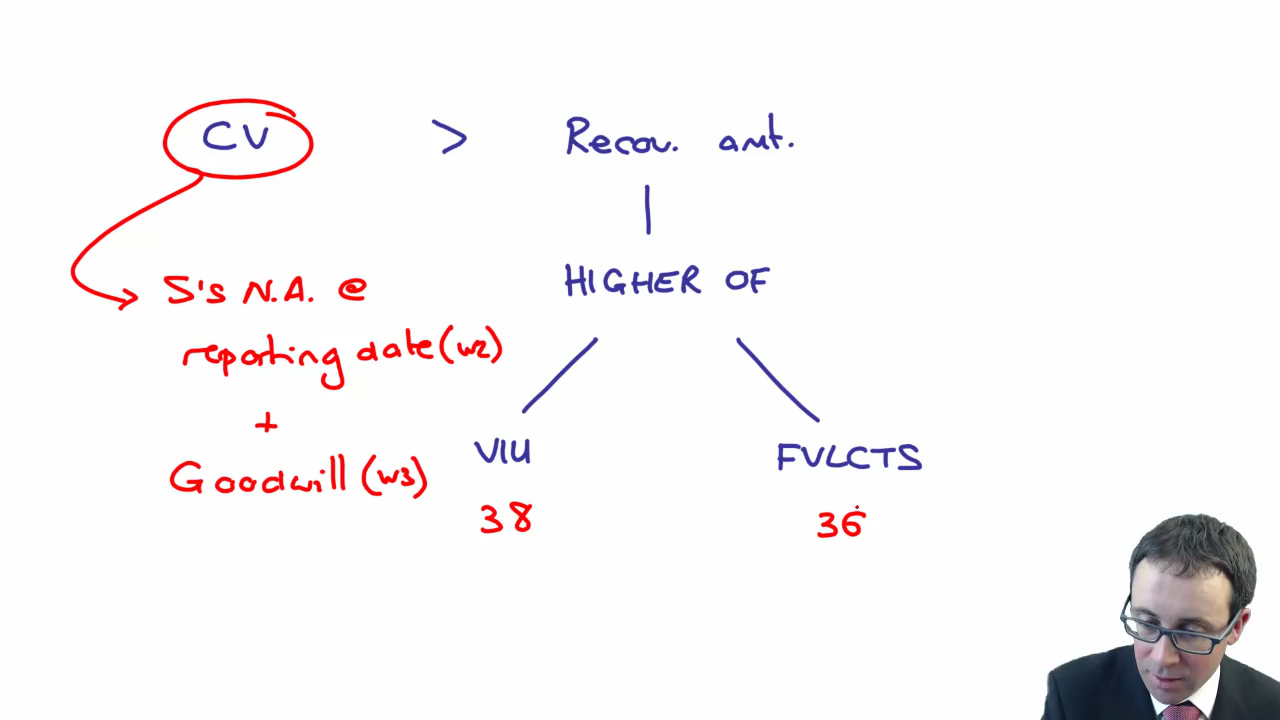 CV > Recov. amt.
HIGHER OF
S's N.A. @
reporting date (w2)
+
Goodwill (w3)
VIU
38
FVLCTS
36